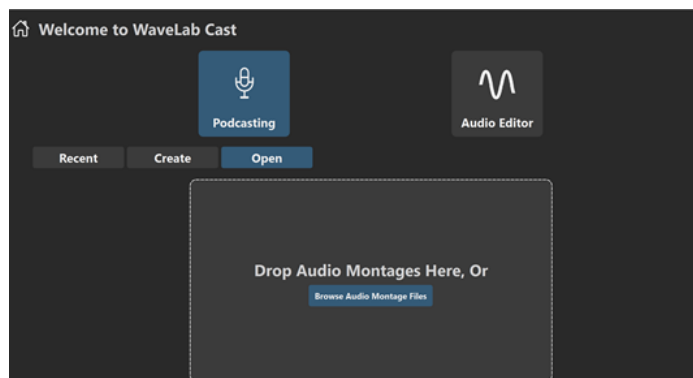 Welcome to WaveLab Cast
Podcasting
Audio Editor
Recent
Create
Open
Drop Audio Montages Here, Or
Browse Audio Montage Files